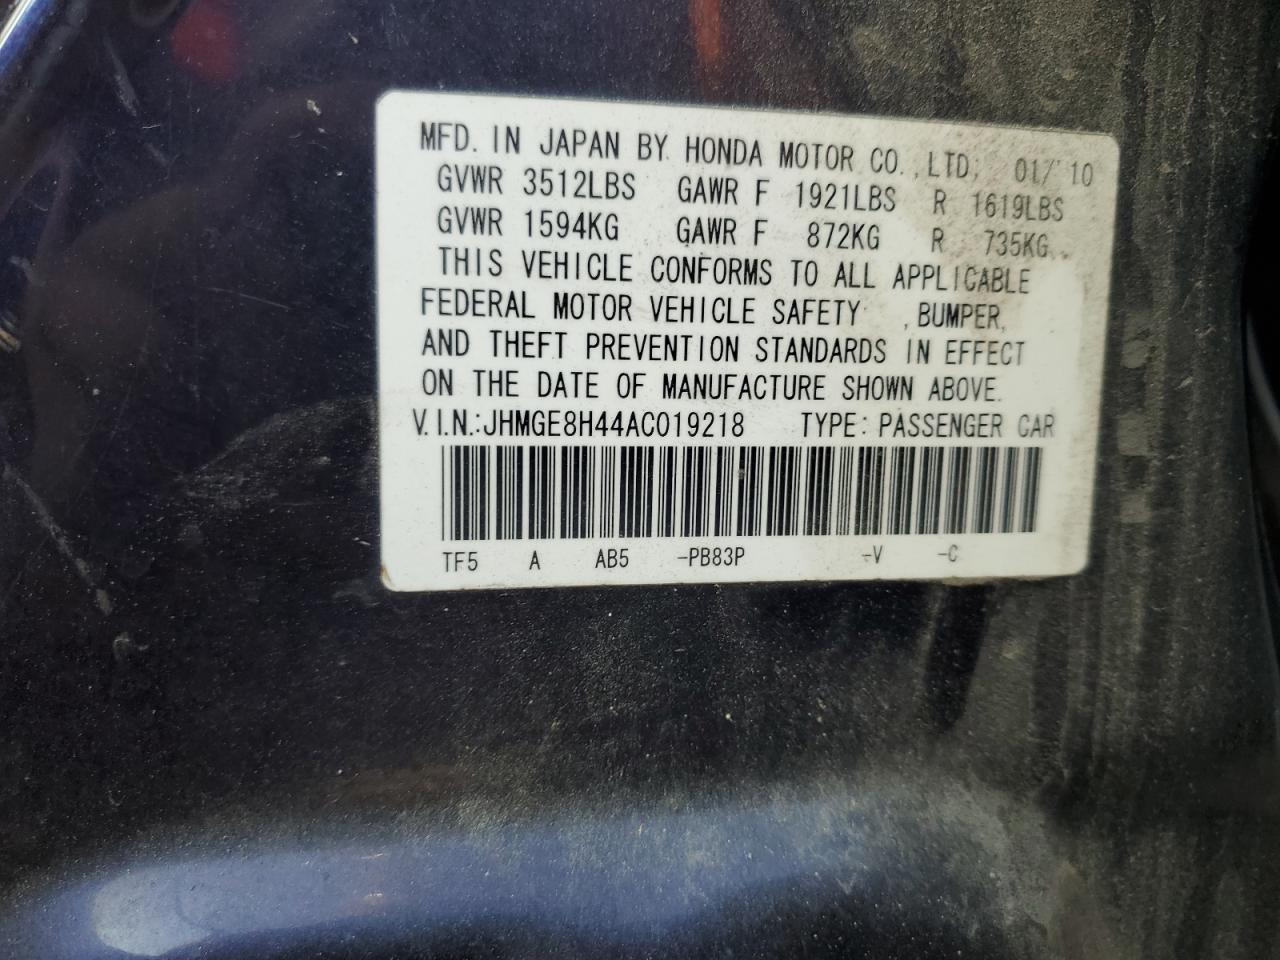 MFD. IN JAPAN BY HONDA MOTOR CO.,LTD, 01/'10
GVWR 3512LBS GAWR F 1921LBS R 1619LBS
GVWR 1594KG GAWR F 872KG R 735KG
THIS VEHICLE CONFORMS TO ALL APPLICABLE
FEDERAL MOTOR VEHICLE SAFETY ,BUMPER,
AND THEFT PREVENTION STANDARDS IN EFFECT
ON THE DATE OF MANUFACTURE SHOWN ABOVE.
V.I.N.:JHMGE8H44AC019218 TYPE: PASSENGER CAR
TF5 A AB5 -PB83P -V -C